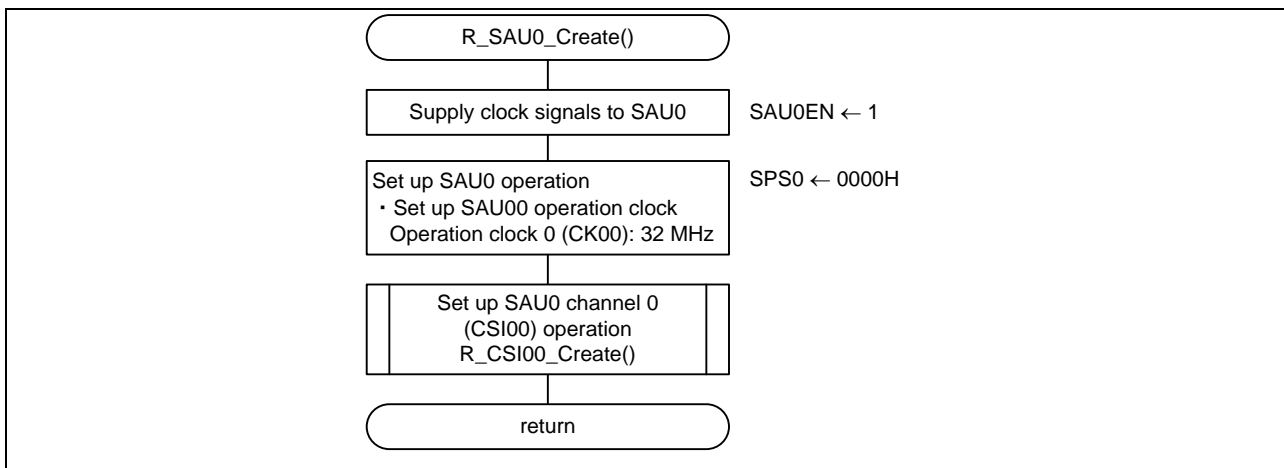 R_SAU0_Create()
Supply clock signals to SAU0
SAU0EN ← 1
Set up SAU0 operation
・Set up SAU00 operation clock
Operation clock 0 (CK00): 32 MHz
SPS0 ← 0000H
Set up SAU0 channel 0
(CSI00) operation
R_CSI00_Create()
return